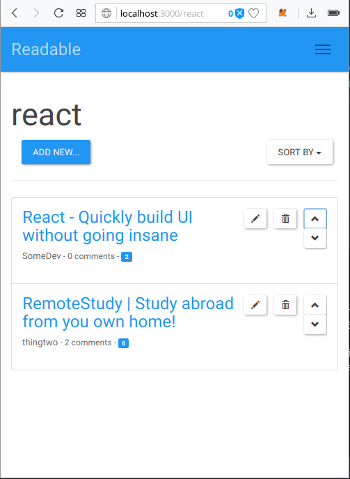 localhost:3000/react
0
Readable
react
ADD NEW...
SORT BY
React - Quickly build UI
without going insane
SomeDev - 0 comments - 2
RemoteStudy | Study abroad
from you own home!
thingtwo - 2 comments - 6